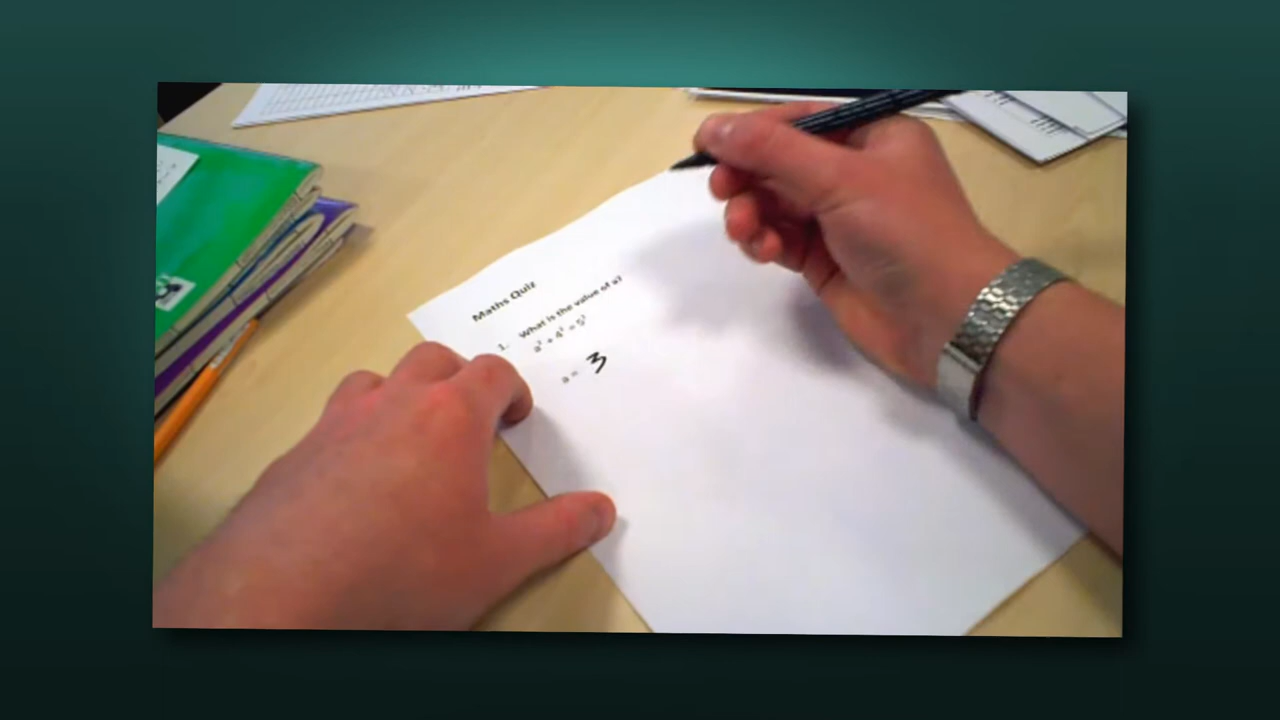 Maths Quiz
1. What is the value of a?
a² + 4² = 5²
a = 3